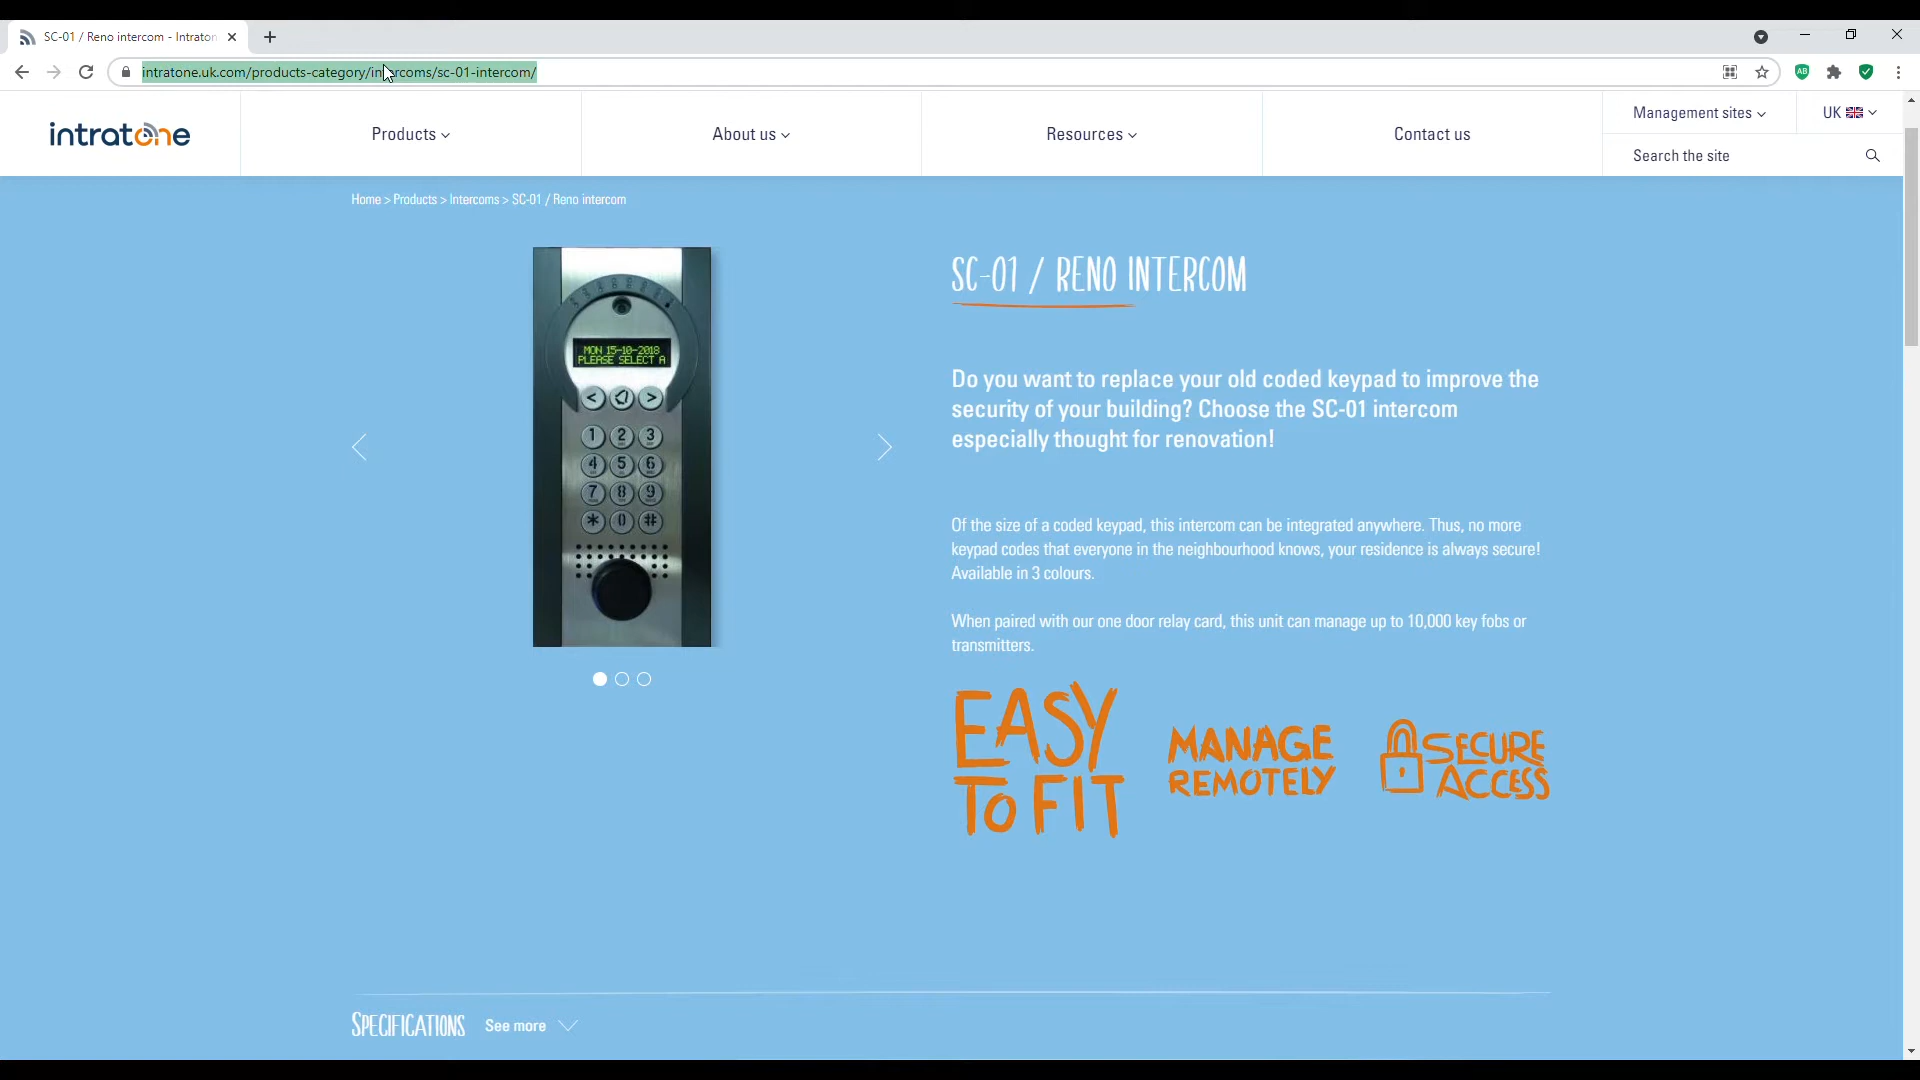 SC-01 / Reno intercom - Intraton
intratone.uk.com/products-category/intercoms/sc-01-intercom/
intratone
Products
About us
Resources
Contact us
Management sites
UK
Search the site
Home > Products > Intercoms > SC-01 / Reno intercom
SC-01 / RENO INTERCOM
MON 15-10-2018
PLEASE SELECT A
< >
1 2 3
4 5 6
7 8 9
* 0 #
Do you want to replace your old coded keypad to improve the
security of your building? Choose the SC-01 intercom
especially thought for renovation!
Of the size of a coded keypad, this intercom can be integrated anywhere. Thus, no more
keypad codes that everyone in the neighbourhood knows, your residence is always secure!
Available in 3 colours.
When paired with our one door relay card, this unit can manage up to 10,000 key fobs or
transmitters.
EASY
TO FIT
MANAGE
REMOTELY
SECURE
ACCESS
SPECIFICATIONS
See more